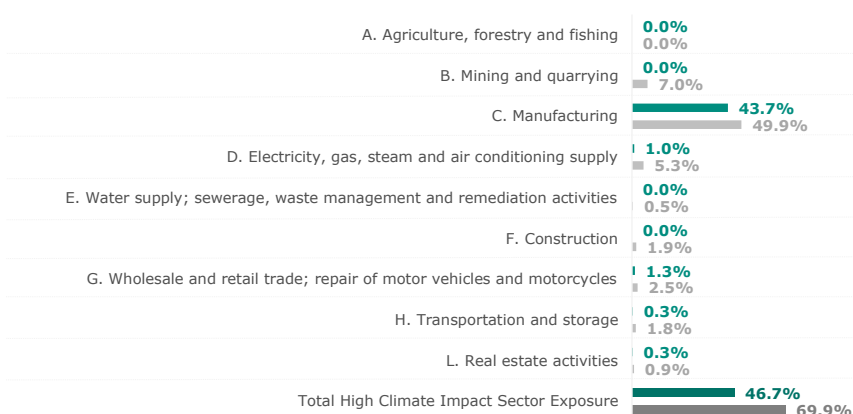 A. Agriculture, forestry and fishing 0.0%
0.0%
B. Mining and quarrying 0.0%
7.0%
C. Manufacturing 43.7%
49.9%
D. Electricity, gas, steam and air conditioning supply 1.0%
5.3%
E. Water supply; sewerage, waste management and remediation activities 0.0%
0.5%
F. Construction 0.0%
1.9%
G. Wholesale and retail trade; repair of motor vehicles and motorcycles 1.3%
2.5%
H. Transportation and storage 0.3%
1.8%
L. Real estate activities 0.3%
0.9%
Total High Climate Impact Sector Exposure 46.7%
69.9%